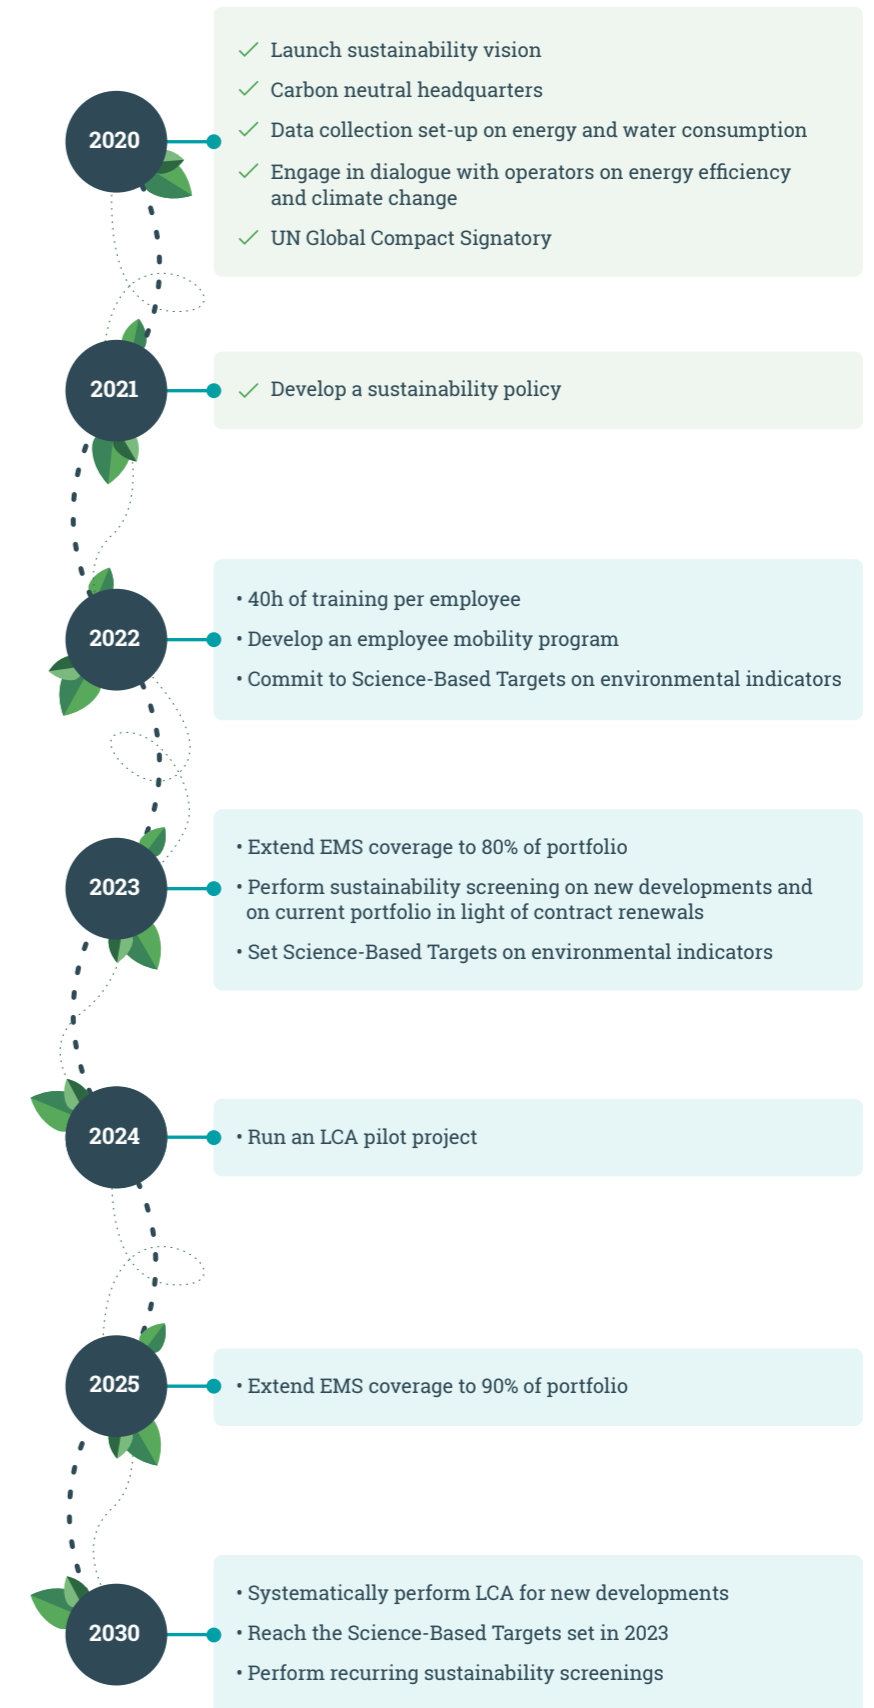 2020
Launch sustainability vision
Carbon neutral headquarters
Data collection set-up on energy and water consumption
Engage in dialogue with operators on energy efficiency
and climate change
UN Global Compact Signatory
2021
Develop a sustainability policy
2022
• 40h of training per employee
• Develop an employee mobility program
• Commit to Science-Based Targets on environmental indicators
2023
• Extend EMS coverage to 80% of portfolio
• Perform sustainability screening on new developments and
on current portfolio in light of contract renewals
• Set Science-Based Targets on environmental indicators
2024
• Run an LCA pilot project
2025
• Extend EMS coverage to 90% of portfolio
2030
• Systematically perform LCA for new developments
• Reach the Science-Based Targets set in 2023
• Perform recurring sustainability screenings